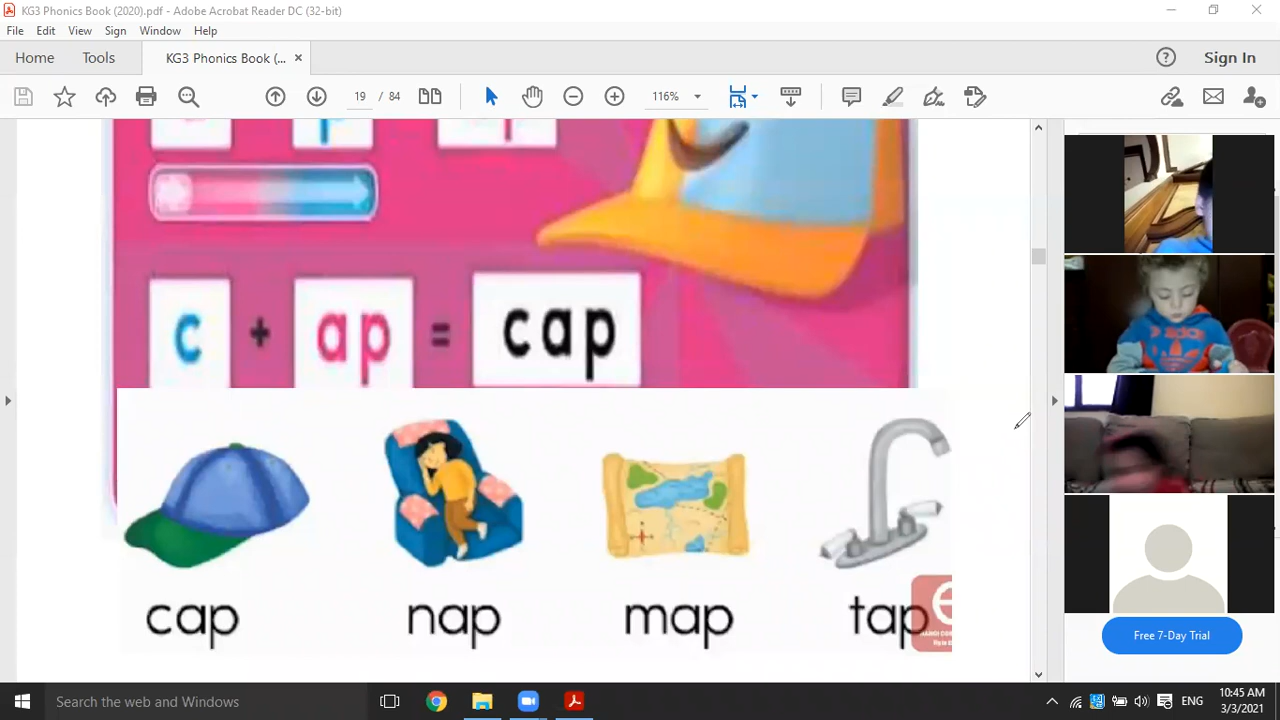 KG3 Phonics Book (2020).pdf - Adobe Acrobat Reader DC (32-bit)
File Edit View Sign Window Help
Home Tools KG3 Phonics Book (... × Sign In
19 / 84 116%
c + ap = cap
cap nap map tap
Free 7-Day Trial
Search the web and Windows
ENG
10:45 AM
3/3/2021